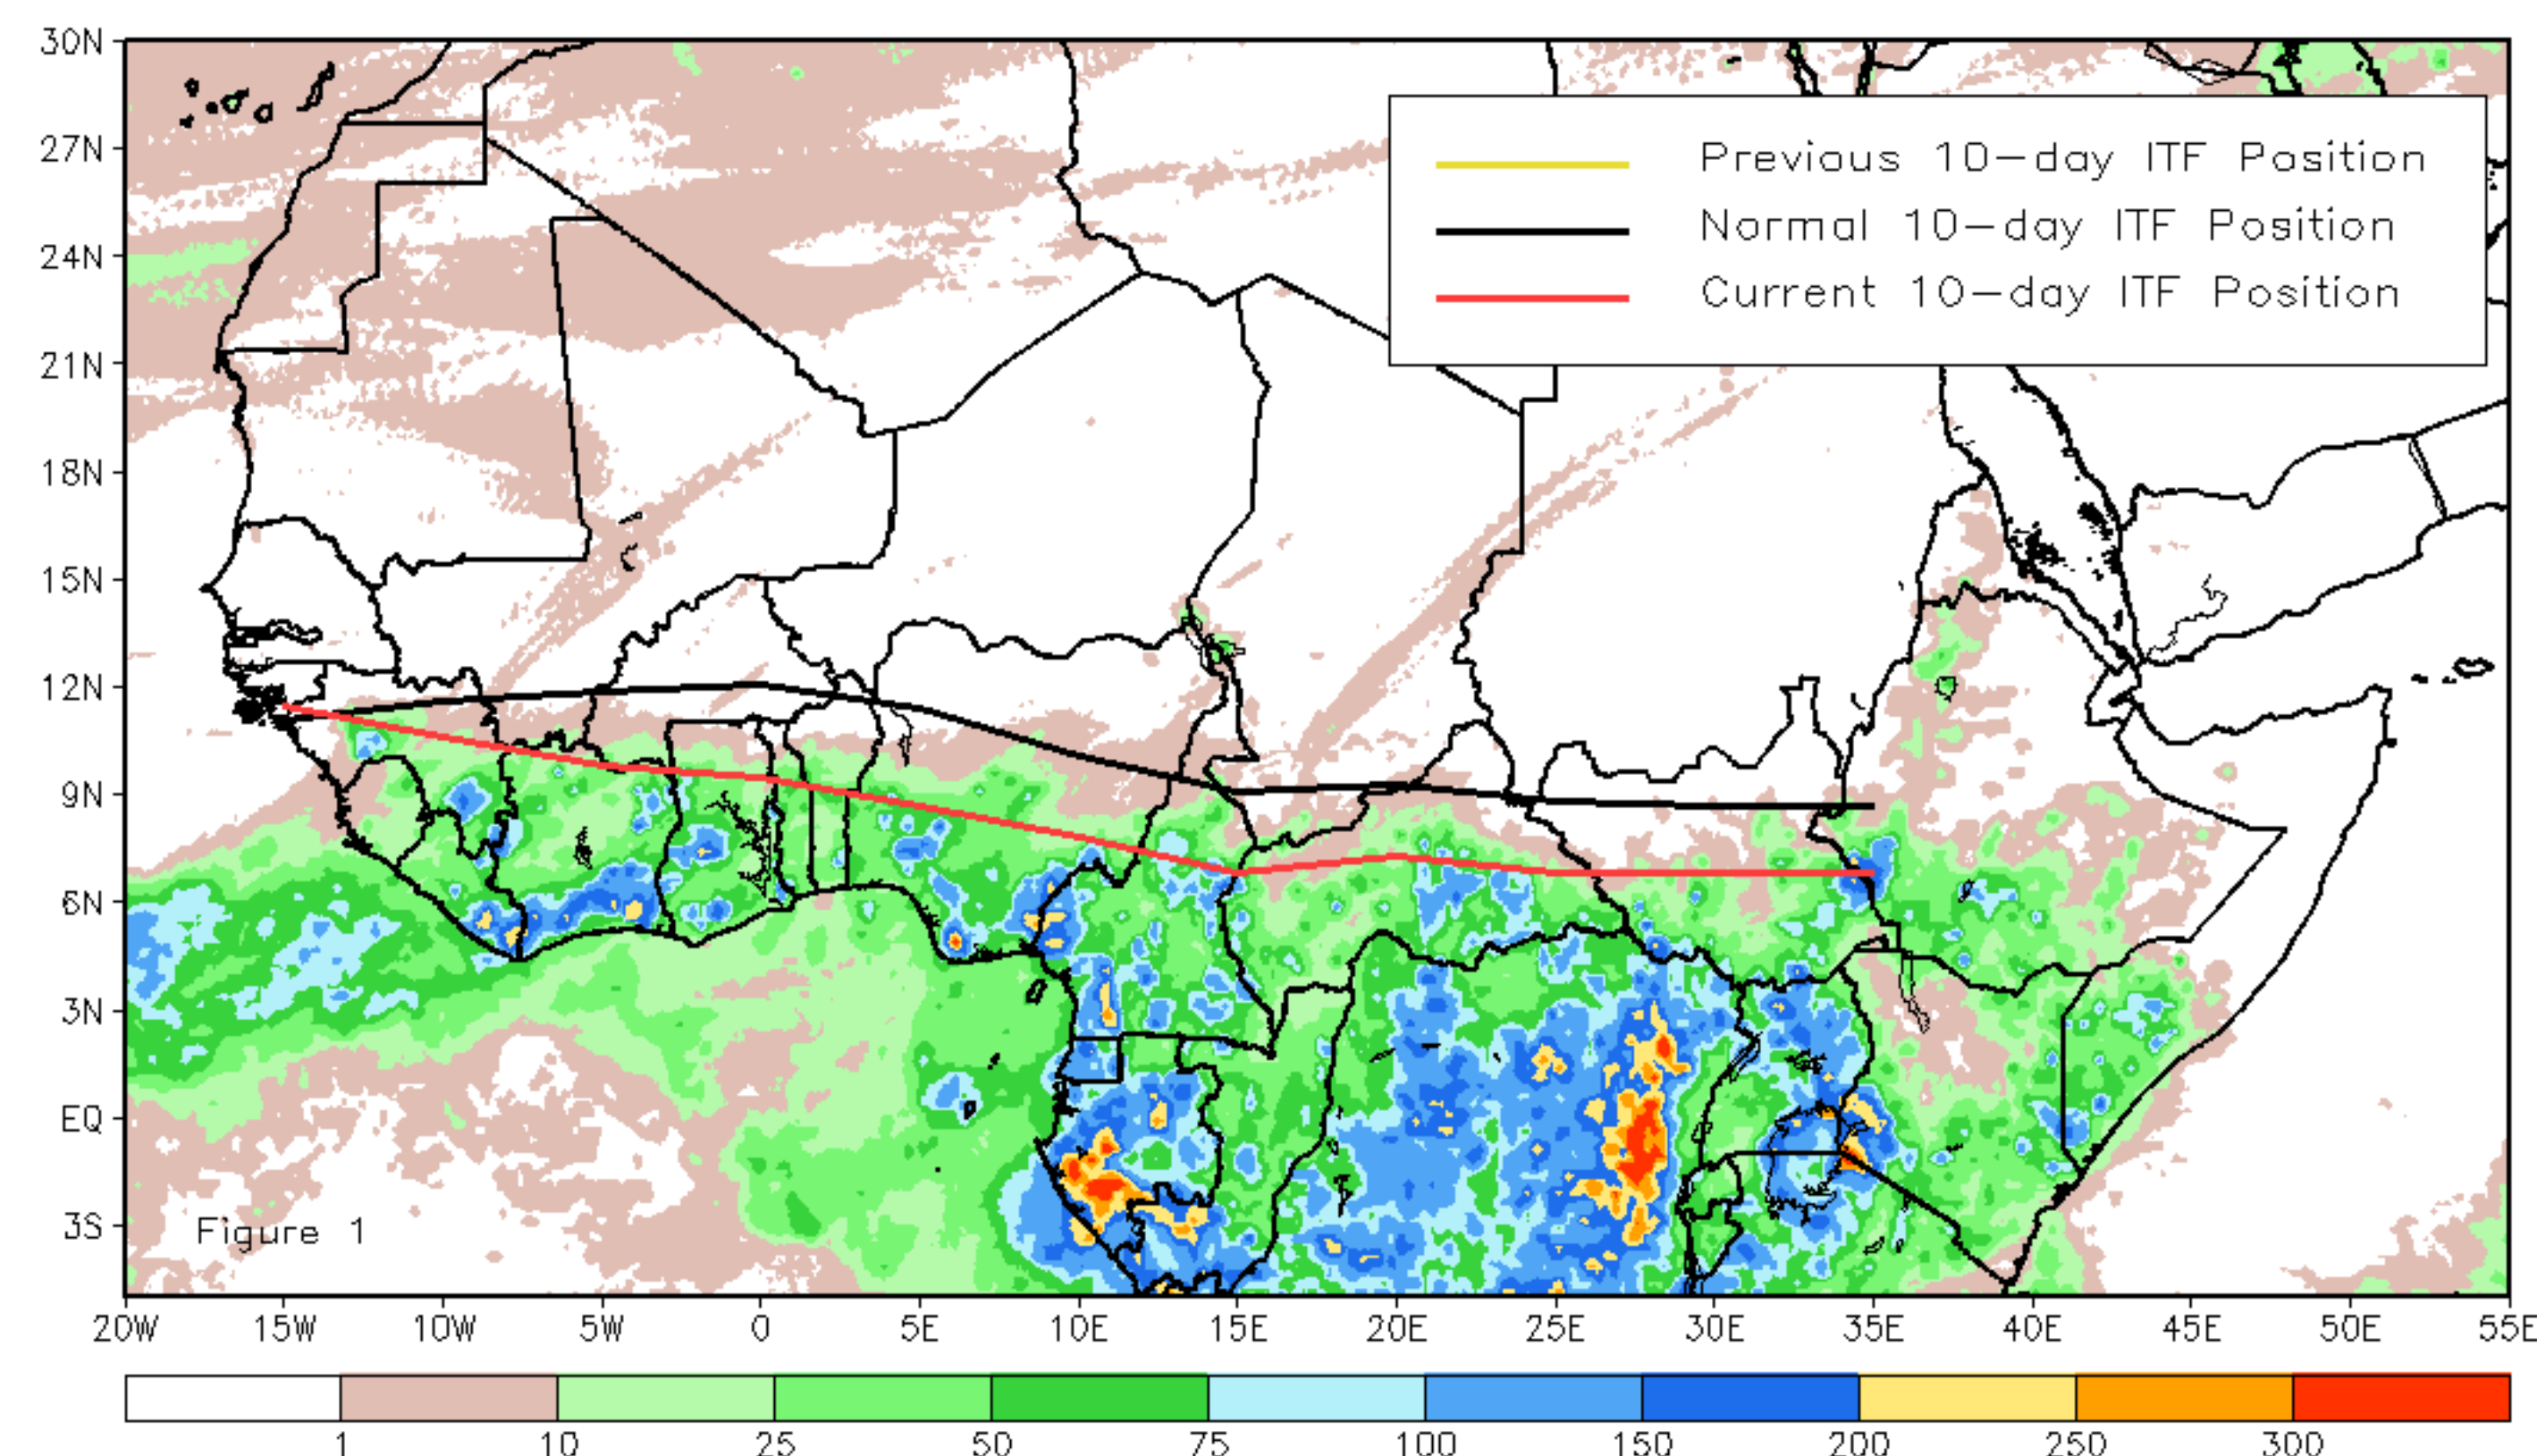 30N
27N
24N
21N
18N
15N
12N
9N
6N
3N
EQ
3S
Previous 10-day ITF Position
Normal 10-day ITF Position
Current 10-day ITF Position
Figure 1
20W 15W 10W 5W 0 5E 10E 15E 20E 25E 30E 35E 40E 45E 50E 55E
1 10 25 50 75 100 150 200 250 300